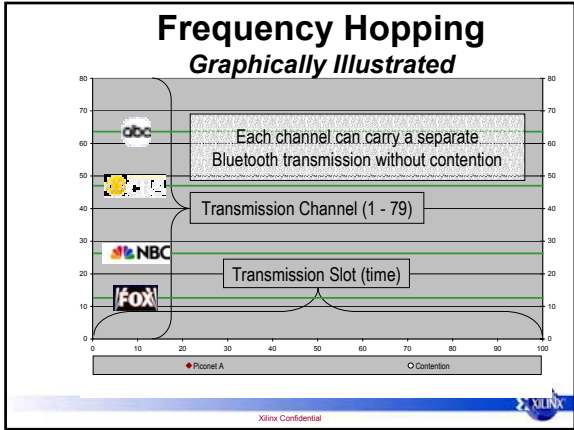 Frequency Hopping
Graphically Illustrated
80
70
60
50
40
30
20
10
0
80
70
60
50
40
30
20
10
0
abc
Each channel can carry a separate
Bluetooth transmission without contention
Transmission Channel (1 - 79)
NBC
Transmission Slot (time)
FOX
0 10 20 30 40 50 60 70 80 90 100
Piconet A Contention
Xilinx Confidential
XILINX